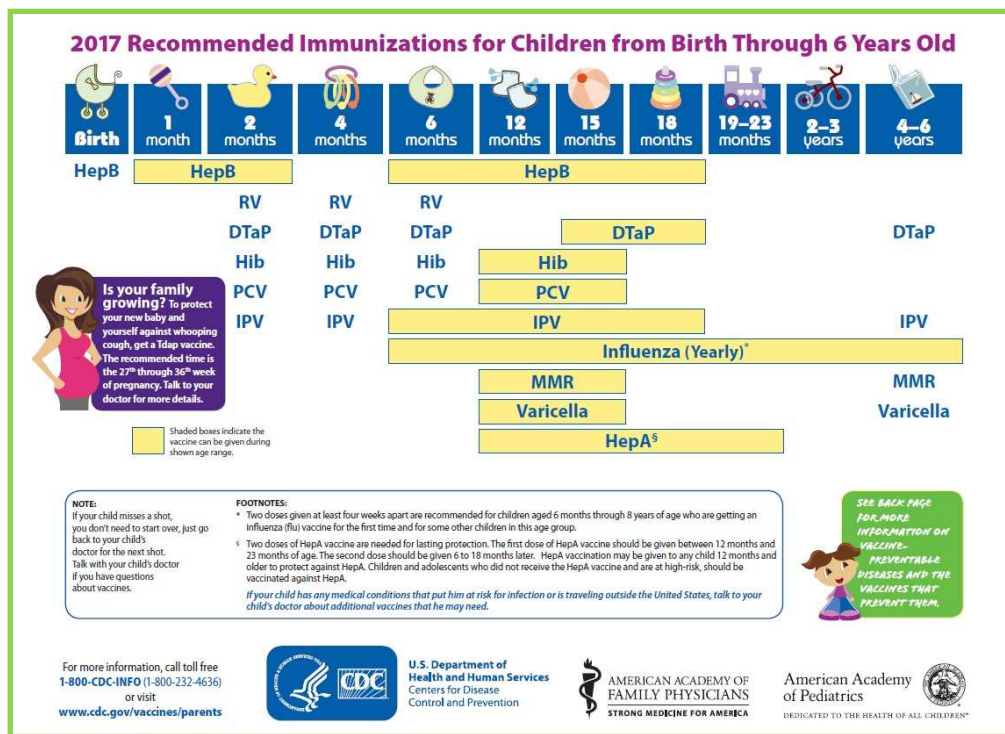 2017 Recommended Immunizations for Children from Birth Through 6 Years Old
Birth
1
month
2
months
4
months
6
months
12
months
15
months
18
months
19–23
months
2–3
years
4–6
years
HepB HepB HepB
RV RV RV
DTaP DTaP DTaP DTaP DTaP
Hib Hib Hib Hib
PCV PCV PCV PCV
IPV IPV IPV IPV
Influenza (Yearly)*
MMR MMR
Varicella Varicella
HepA§
Is your family
growing? To protect
your new baby and
yourself against whooping
cough, get a Tdap vaccine.
The recommended time is
the 27th through 36th week
of pregnancy. Talk to your
doctor for more details.
Shaded boxes indicate the
vaccine can be given during
shown age range.
NOTE:
If your child misses a shot,
you don't need to start over, just go
back to your child's
doctor for the next shot.
Talk with your child's doctor
if you have questions
about vaccines.
FOOTNOTES:
* Two doses given at least four weeks apart are recommended for children aged 6 months through 8 years of age who are getting an
influenza (flu) vaccine for the first time and for some other children in this age group.
§ Two doses of HepA vaccine are needed for lasting protection. The first dose of HepA vaccine should be given between 12 months and
23 months of age. The second dose should be given 6 to 18 months later. HepA vaccination may be given to any child 12 months and
older to protect against HepA. Children and adolescents who did not receive the HepA vaccine and are at high-risk, should be
vaccinated against HepA.
If your child has any medical conditions that put him at risk for infection or is traveling outside the United States, talk to your
child's doctor about additional vaccines that he may need.
SEE BACK PAGE
FOR MORE
INFORMATION ON
VACCINE-
PREVENTABLE
DISEASES AND THE
VACCINES THAT
PREVENT THEM.
For more information, call toll free
1-800-CDC-INFO (1-800-232-4636)
or visit
www.cdc.gov/vaccines/parents
CDC
U.S. Department of
Health and Human Services
Centers for Disease
Control and Prevention
AMERICAN ACADEMY OF
FAMILY PHYSICIANS
STRONG MEDICINE FOR AMERICA
American Academy
of Pediatrics
DEDICATED TO THE HEALTH OF ALL CHILDREN™